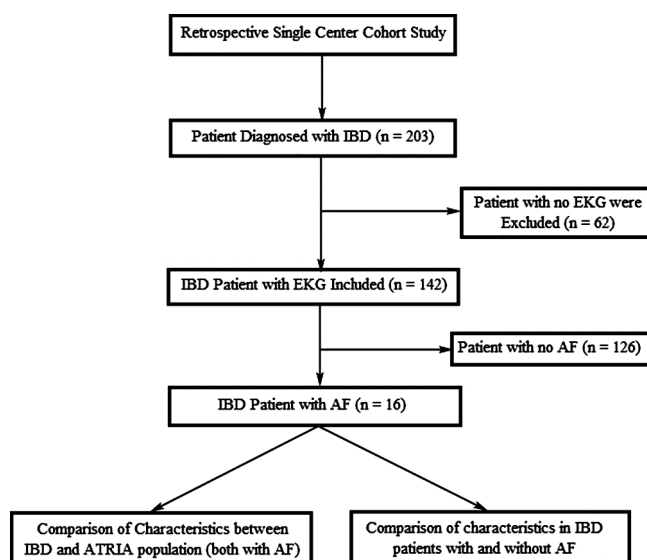 Retrospective Single Center Cohort Study
Patient Diagnosed with IBD (n = 203)
Patient with no EKG were
Excluded (n = 62)
IBD Patient with EKG Included (n = 142)
Patient with no AF (n = 126)
IBD Patient with AF (n = 16)
Comparison of Characteristics between
IBD and ATRIA population (both with AF)
Comparison of characteristics in IBD
patients with and without AF